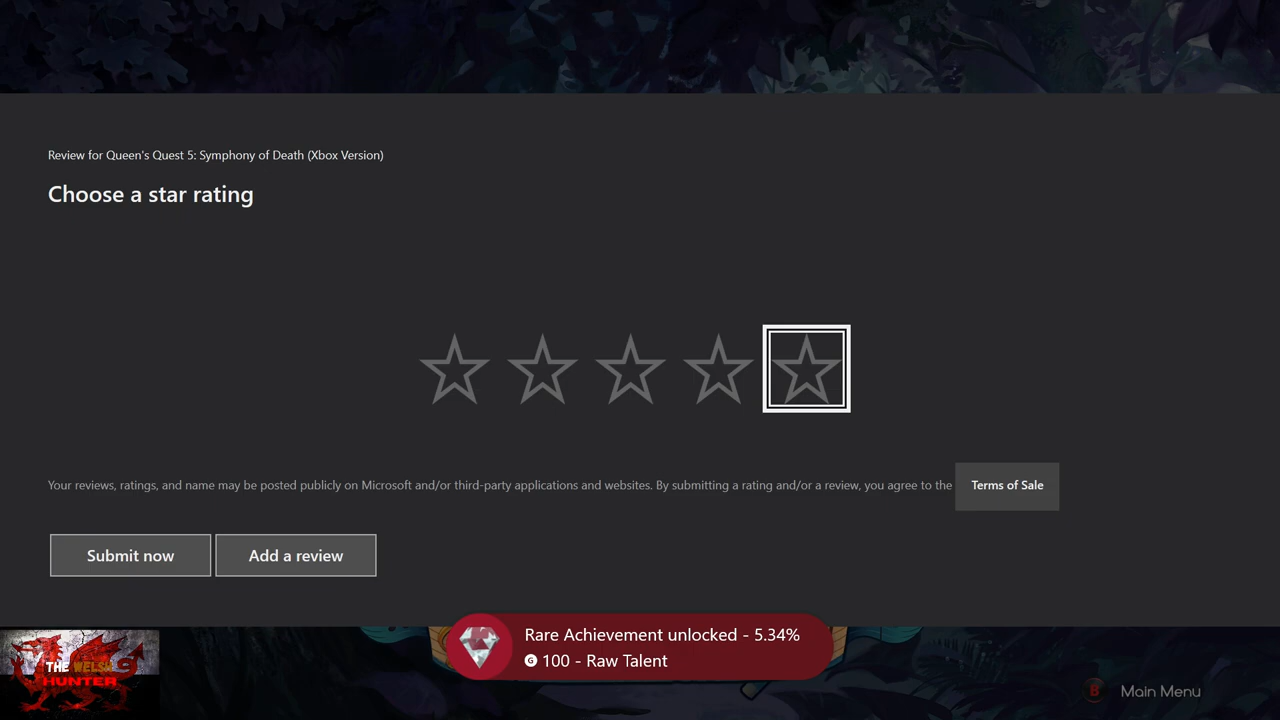 Review for Queen's Quest 5: Symphony of Death (Xbox Version)
Choose a star rating
Your reviews, ratings, and name may be posted publicly on Microsoft and/or third-party applications and websites. By submitting a rating and/or a review, you agree to the Terms of Sale
Submit now Add a review
Rare Achievement unlocked - 5.34%
G 100 - Raw Talent
THE WELSH
HUNTER
B Main Menu